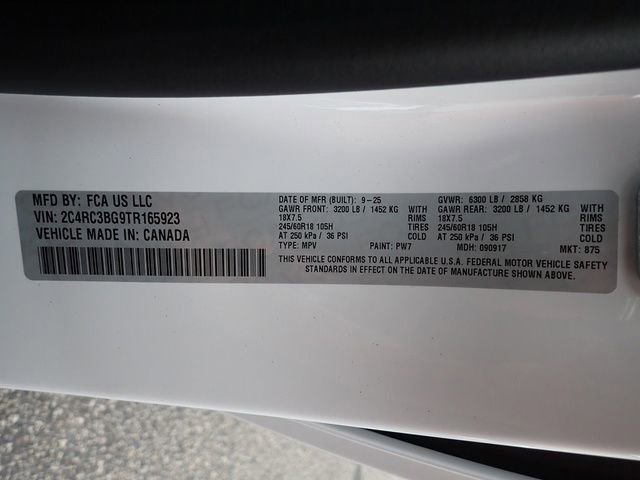 MFD BY: FCA US LLC
VIN: 2C4RC3BG9TR165923
VEHICLE MADE IN: CANADA
DATE OF MFR (BUILT): 9-25 GVWR: 6300 LB / 2858 KG
GAWR FRONT: 3200 LB / 1452 KG WITH GAWR REAR: 3200 LB / 1452 KG WITH
18X7.5 RIMS 18X7.5 RIMS
245/60R18 105H TIRES 245/60R18 105H TIRES
AT 250 kPa / 36 PSI COLD AT 250 kPa / 36 PSI COLD
TYPE: MPV PAINT: PW7 MDH: 090917 MKT: 875
THIS VEHICLE CONFORMS TO ALL APPLICABLE U.S.A. FEDERAL MOTOR VEHICLE SAFETY
STANDARDS IN EFFECT ON THE DATE OF MANUFACTURE SHOWN ABOVE.